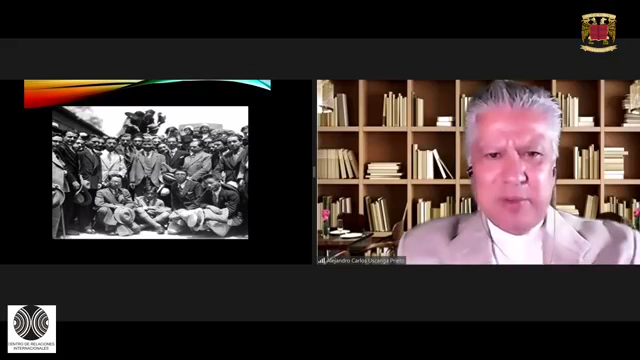 Alejandro Carlos Uscanga Prieto
CENTRO DE RELACIONES
INTERNACIONALES